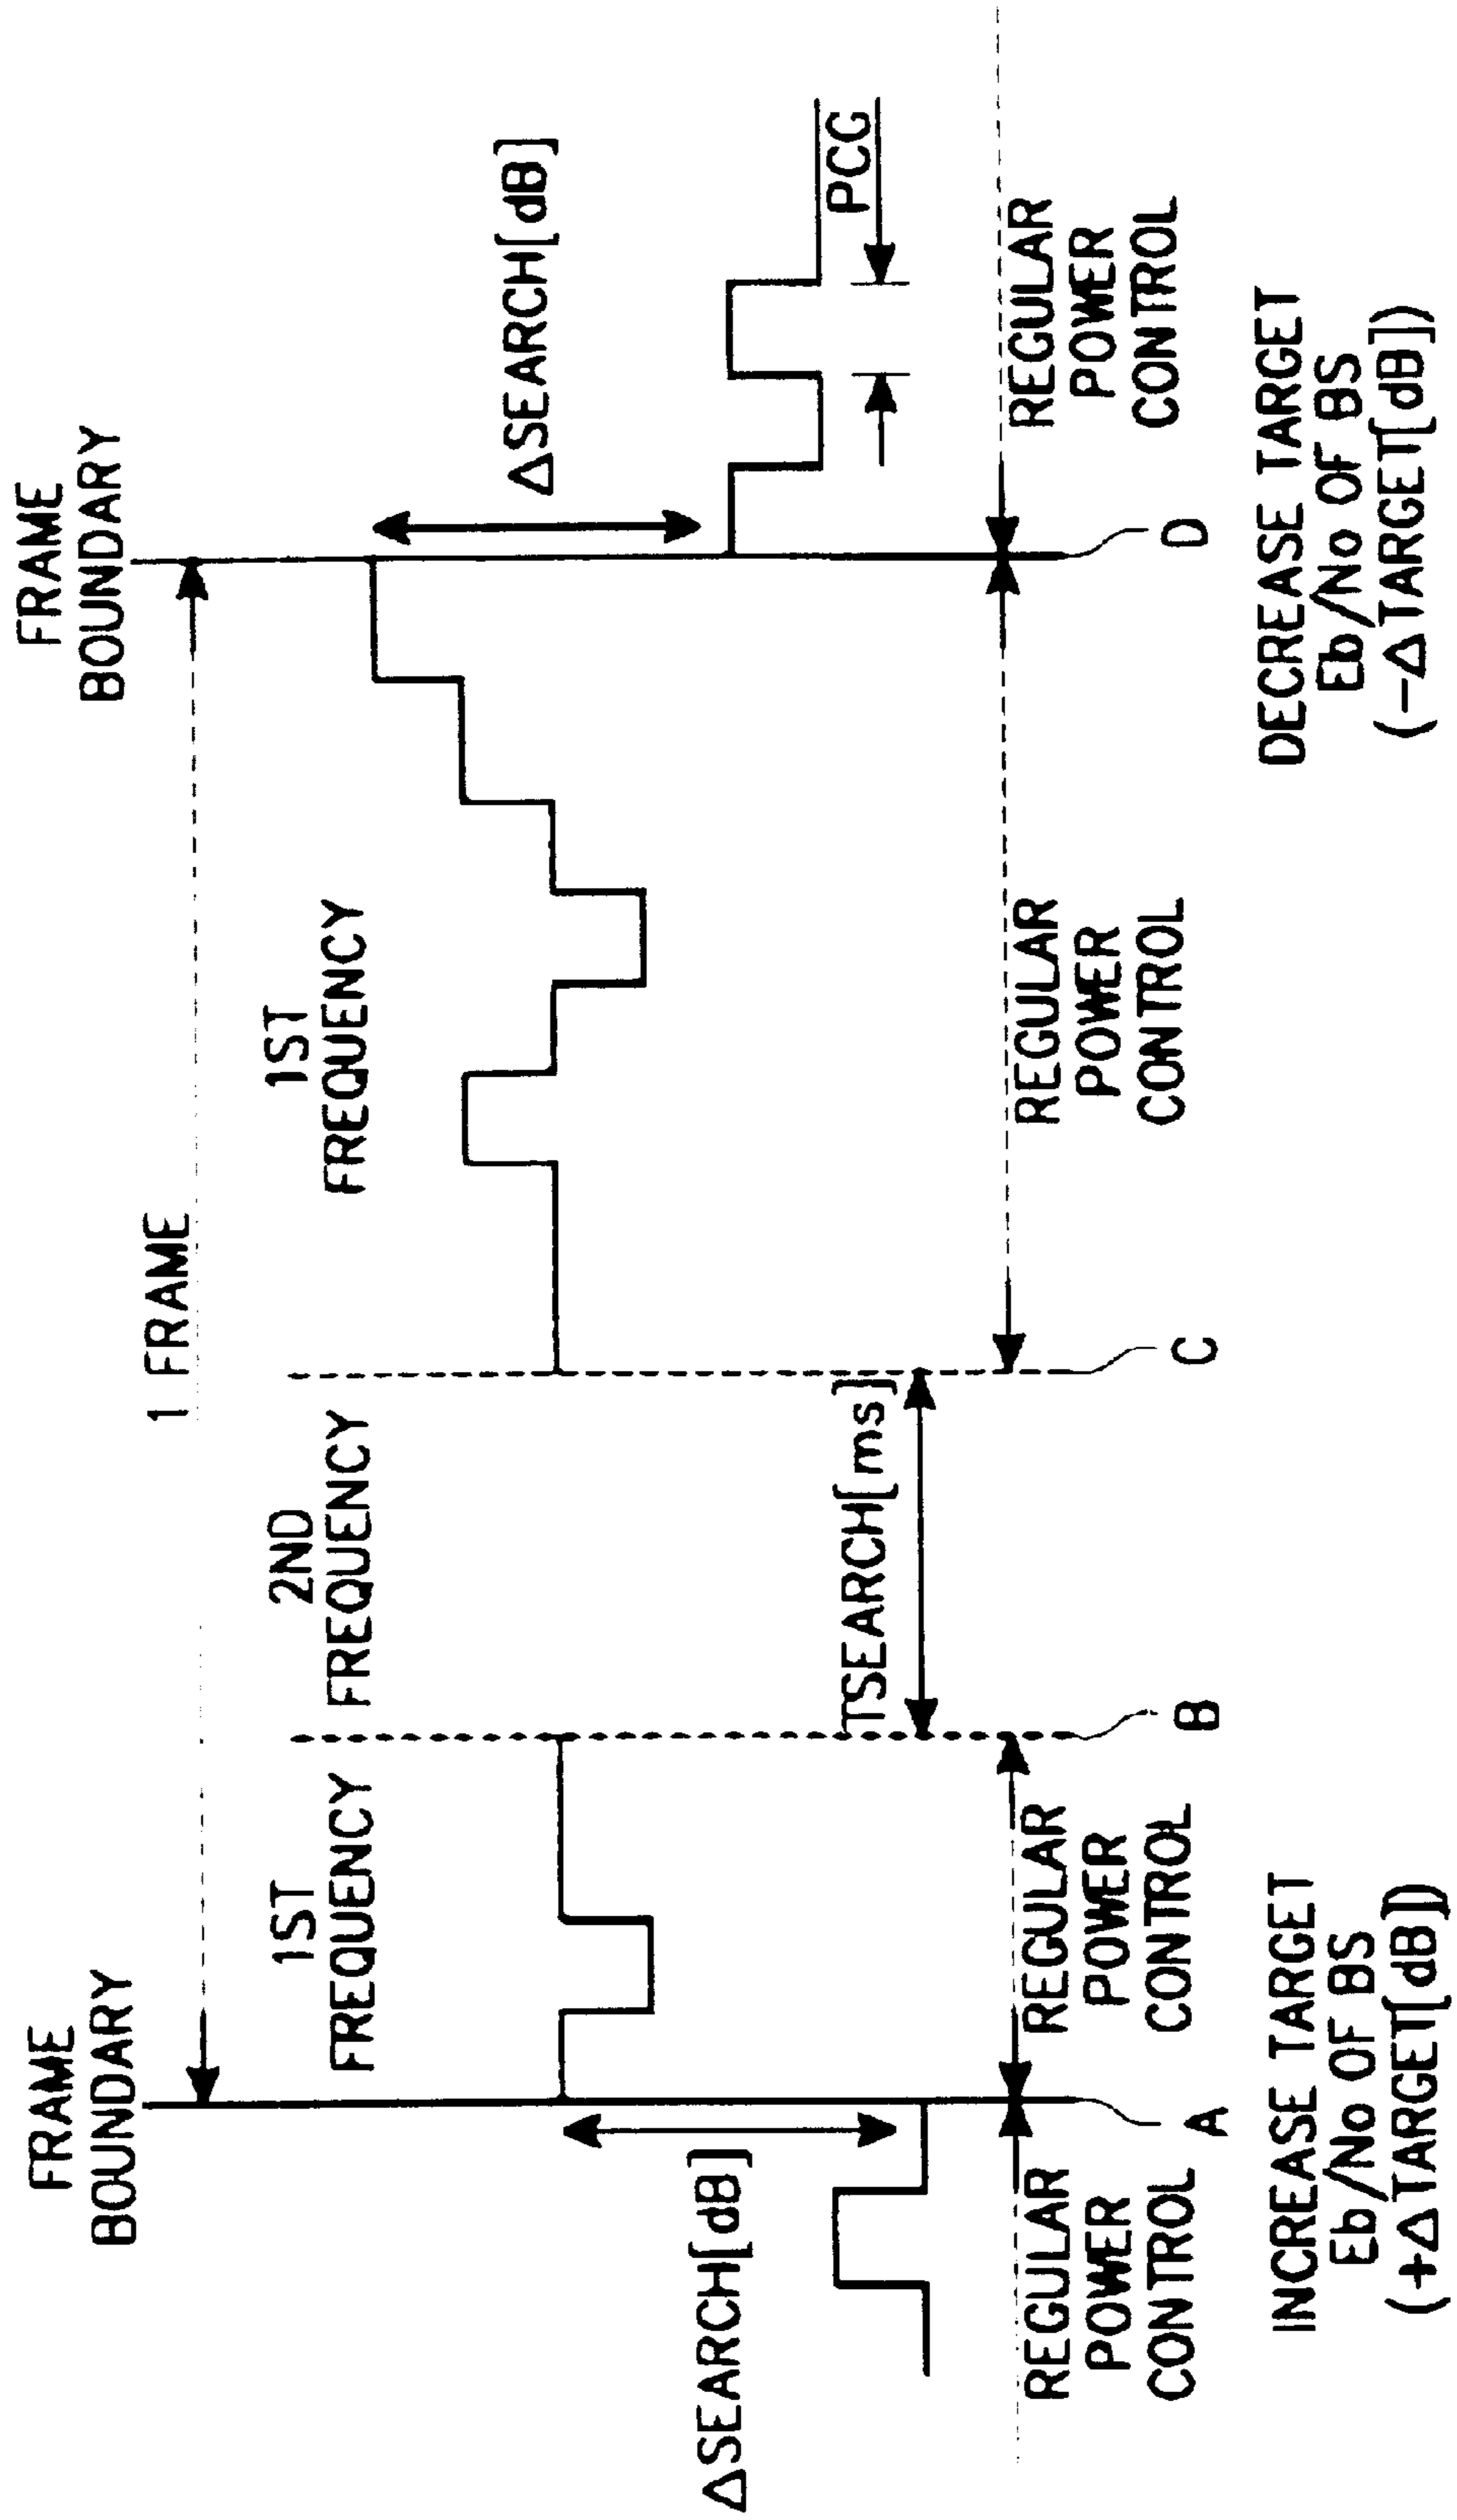 FRAME
BOUNDARY
FRAME
BOUNDARY
1 FRAME
1ST
FREQUENCY
2ND
FREQUENCY
1ST
FREQUENCY
ΔSEARCH[dB]
ΔSEARCH[dB]
TSEARCH[ms]
PCG
REGULAR
POWER
CONTROL
REGULAR
POWER
CONTROL
REGULAR
POWER
CONTROL
REGULAR
POWER
CONTROL
A
B
C
D
INCREASE TARGET
Eb/No OF BS
(+ΔTARGET[dB])
DECREASE TARGET
Eb/No OF BS
(-ΔTARGET[dB])